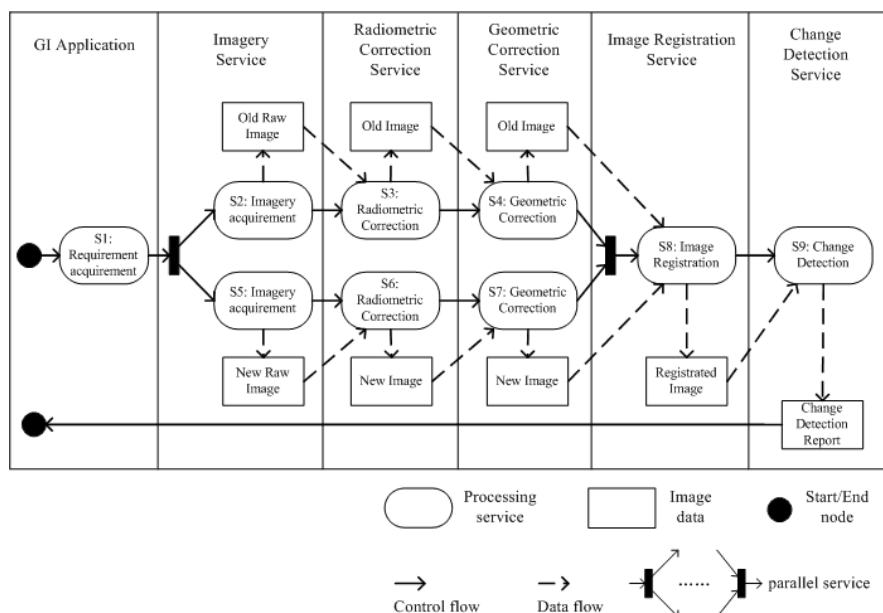 GI Application
Imagery
Service
Radiometric
Correction
Service
Geometric
Correction
Service
Image Registration
Service
Change
Detection
Service
Old Raw
Image
Old Image
Old Image
S1:
Requirement
acquirement
S2: Imagery
acquirement
S3:
Radiometric
Correction
S4: Geometric
Correction
S5: Imagery
acquirement
S6:
Radiometric
Correction
S7: Geometric
Correction
S8: Image
Registration
S9: Change
Detection
New Raw
Image
New Image
New Image
Registrated
Image
Change
Detection
Report
Processing
service
Image
data
Start/End
node
Control flow
Data flow
......
parallel service